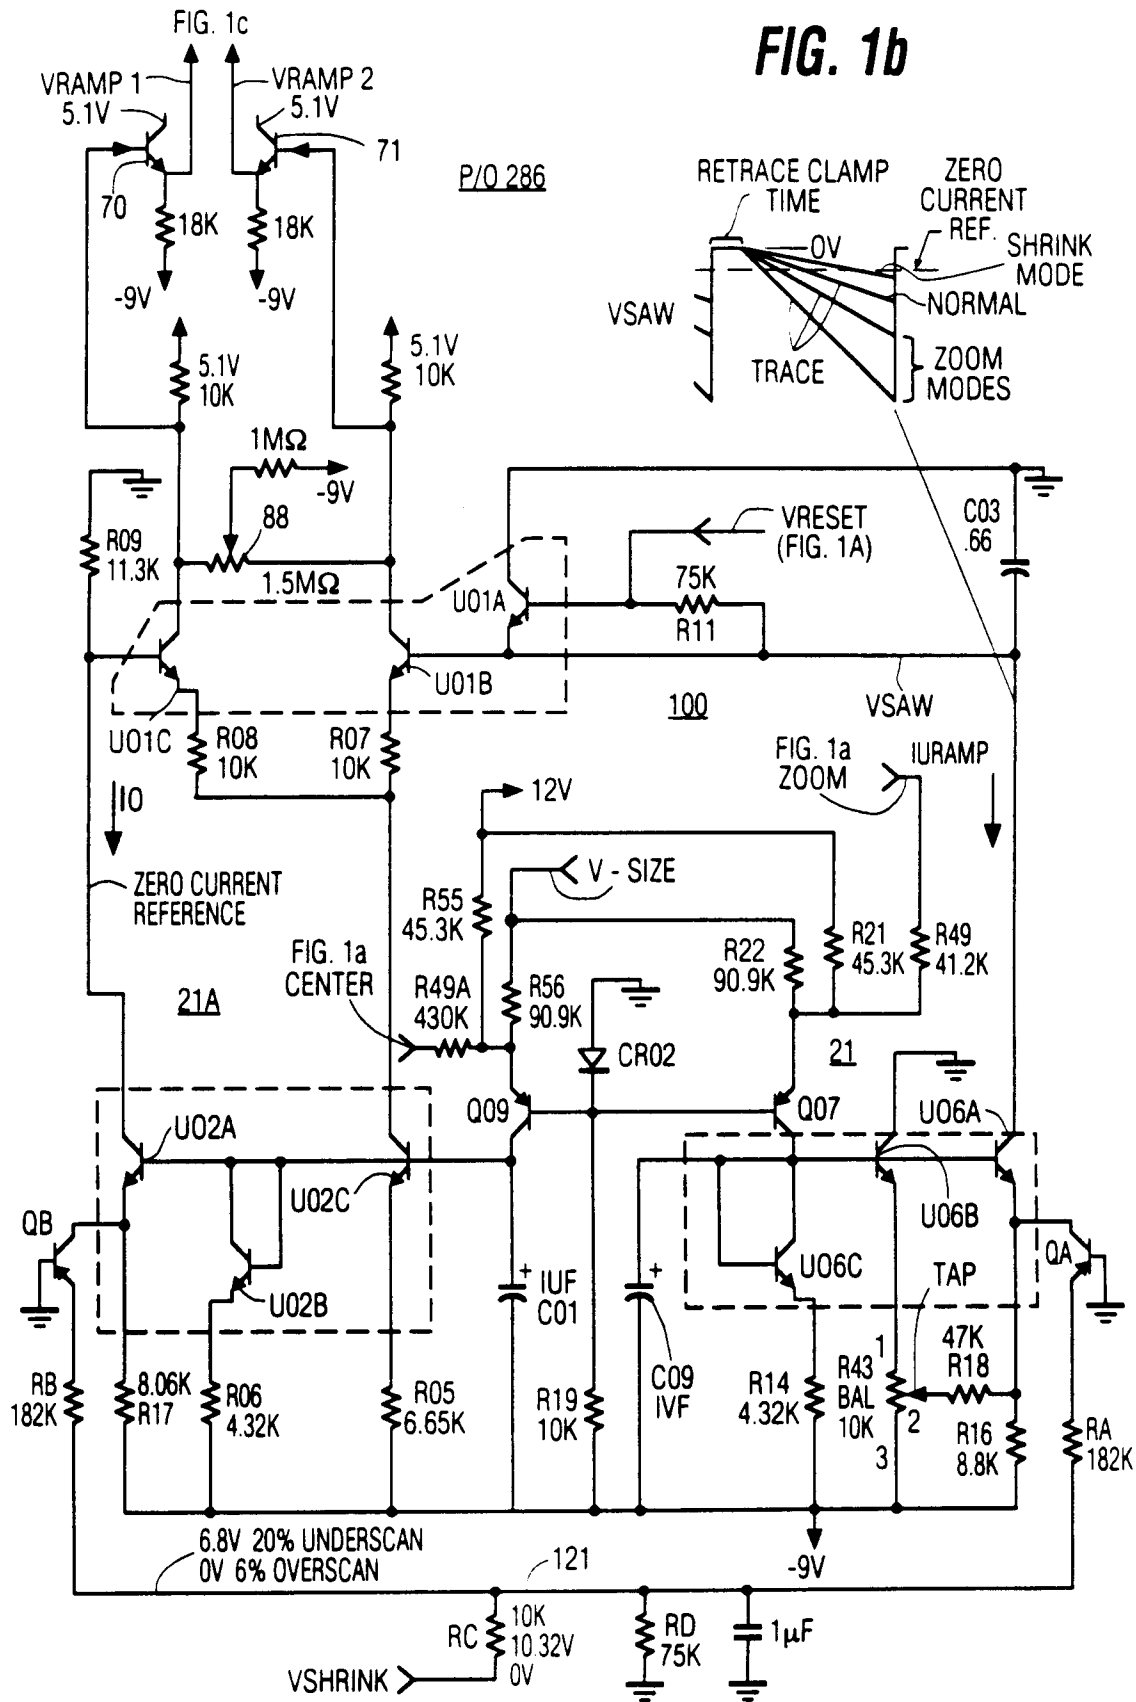 FIG. 1c
FIG. 1b
VRAMP 1
5.1V
VRAMP 2
5.1V
71
70
18K
18K
-9V
-9V
P/O 286
RETRACE CLAMP
TIME
ZERO
CURRENT
REF.
0V
SHRINK
MODE
NORMAL
VSAW
TRACE
ZOOM
MODES
5.1V
10K
5.1V
10K
1MΩ
-9V
88
1.5MΩ
R09
11.3K
VRESET
(FIG. 1A)
C03
.66
75K
R11
U01A
U01B
U01C
100
VSAW
R08
10K
R07
10K
FIG. 1a
ZOOM
IURAMP
IO
12V
V - SIZE
ZERO CURRENT
REFERENCE
R55
45.3K
R22
90.9K
R21
45.3K
R49
41.2K
FIG. 1a
CENTER
R49A
430K
R56
90.9K
21A
CR02
21
Q09
Q07
U06A
U02A
U02C
U06B
QB
U02B
+
IUF
C01
+
U06C
TAP
QA
C09
IVF
RB
182K
8.06K
R17
R06
4.32K
R05
6.65K
R19
10K
R14
4.32K
R43
BAL
10K
1
2
3
47K
R18
R16
8.8K
RA
182K
-9V
6.8V 20% UNDERSCAN
0V 6% OVERSCAN
121
RC
10K
10.32V
0V
RD
75K
1μF
VSHRINK